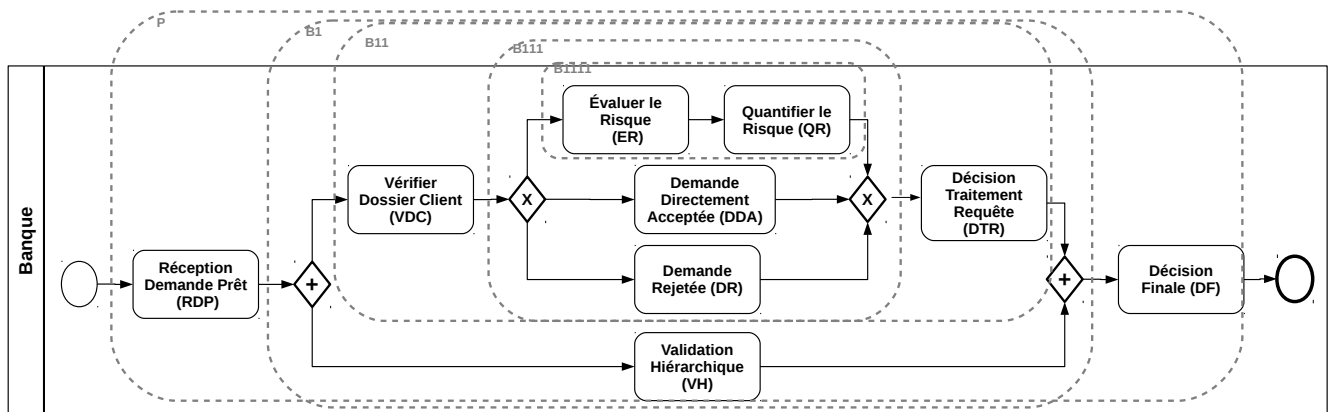 P
B1
B11
B111
B1111
Banque
Réception
Demande Prêt
(RDP)
+
Vérifier
Dossier Client
(VDC)
X
Évaluer le
Risque
(ER)
Quantifier le
Risque (QR)
Demande
Directement
Acceptée (DDA)
Demande
Rejetée (DR)
X
Décision
Traitement
Requête
(DTR)
Validation
Hiérarchique
(VH)
+
Décision
Finale (DF)